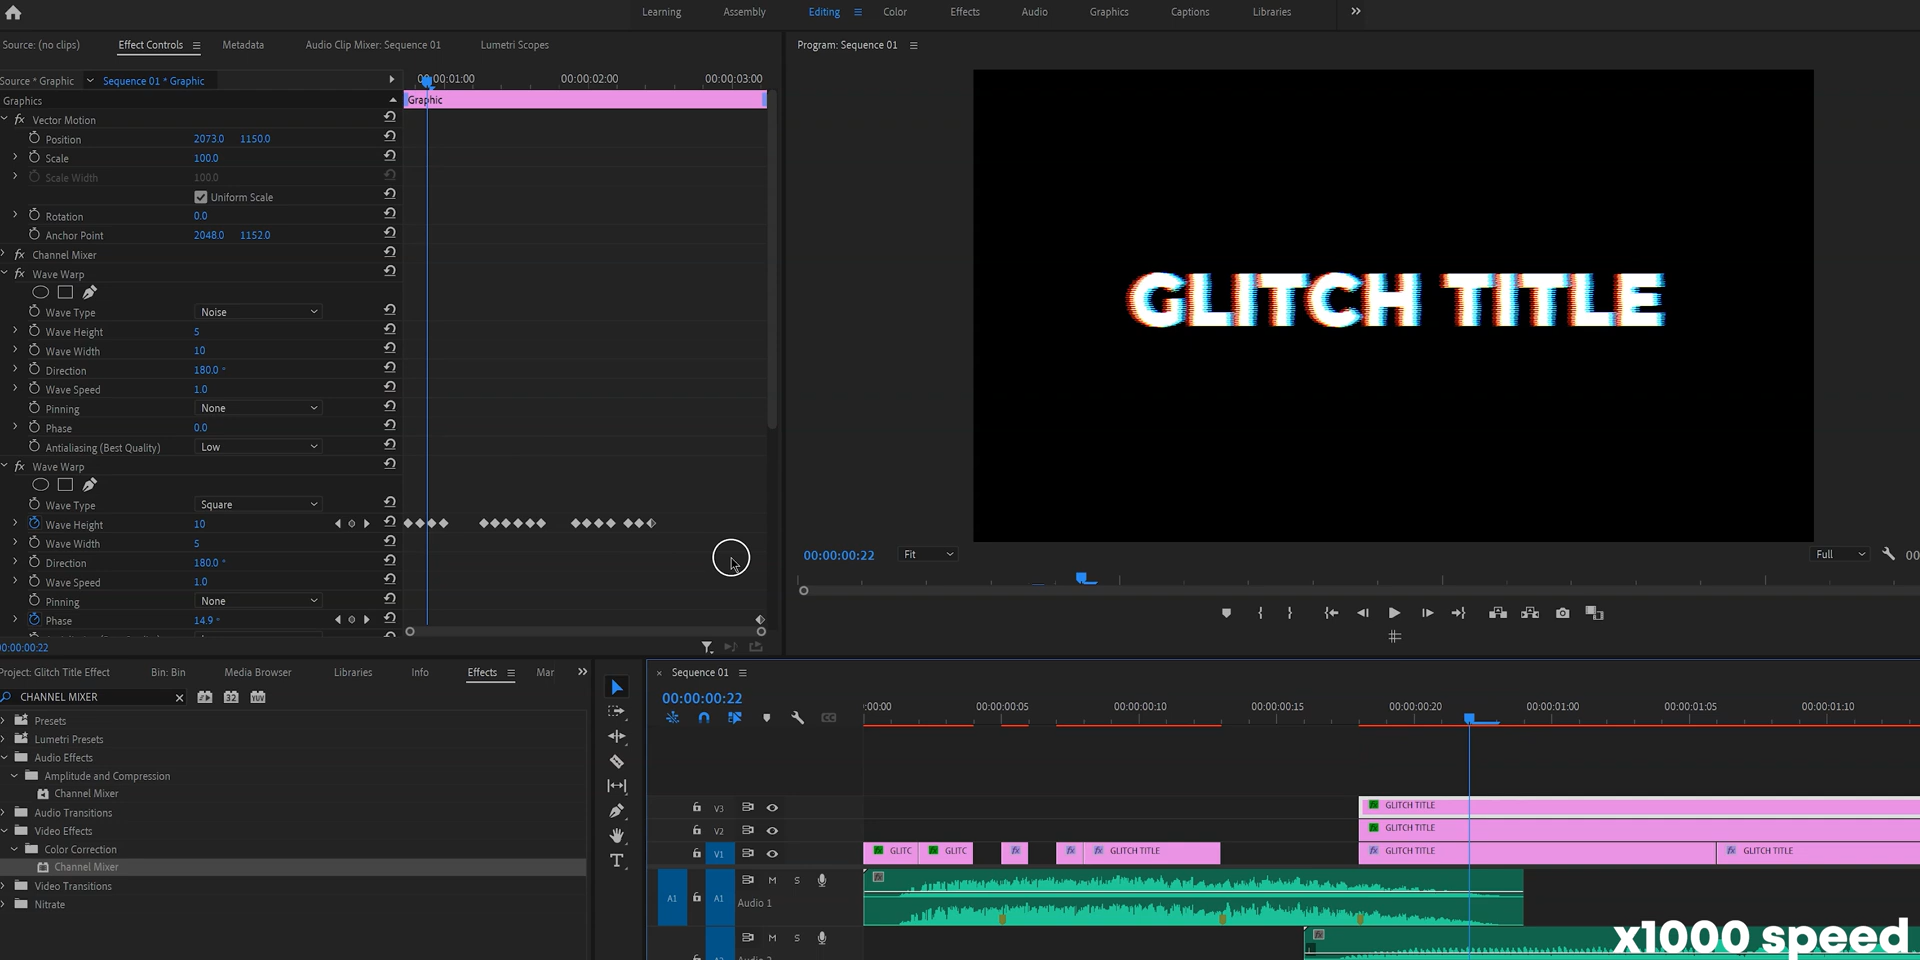 Learning Assembly Editing Color Effects Audio Graphics Captions Libraries
Source: (no clips) Effect Controls Metadata Audio Clip Mixer: Sequence 01 Lumetri Scopes
Program: Sequence 01
Source * Graphic Sequence 01 * Graphic
00:00:01:00 00:00:02:00 00:00:03:00
Graphics
Graphic
Vector Motion
Position 2073.0 1150.0
Scale 100.0
Scale Width 100.0
Uniform Scale
Rotation 0.0
Anchor Point 2048.0 1152.0
fx Channel Mixer
fx Wave Warp
Wave Type Noise
Wave Height 5
Wave Width 10
Direction 180.0 °
Wave Speed 1.0
Pinning None
Phase 0.0
Antialiasing (Best Quality) Low
fx Wave Warp
Wave Type Square
Wave Height 10
Wave Width 5
Direction 180.0 °
Wave Speed 1.0
Pinning None
Phase 14.9 °
00:00:00:22
GLITCH TITLE
00:00:00:22 Fit Full 00
Project: Glitch Title Effect Bin: Bin Media Browser Libraries Info Effects Mar
CHANNEL MIXER
32 YUV
Presets
Lumetri Presets
Audio Effects
Amplitude and Compression
Channel Mixer
Audio Transitions
Video Effects
Color Correction
Channel Mixer
Video Transitions
Nitrate
Sequence 01
00:00:00:22
:00:00 00:00:00:05 00:00:00:10 00:00:00:15 00:00:00:20 00:00:01:00 00:00:01:05 00:00:01:10
V3 GLITCH TITLE
V2 GLITCH TITLE
V1 GLITC GLITC GLITCH TITLE GLITCH TITLE GLITCH TITLE
A1 A1 M S
Audio 1
M S
x1000 speed